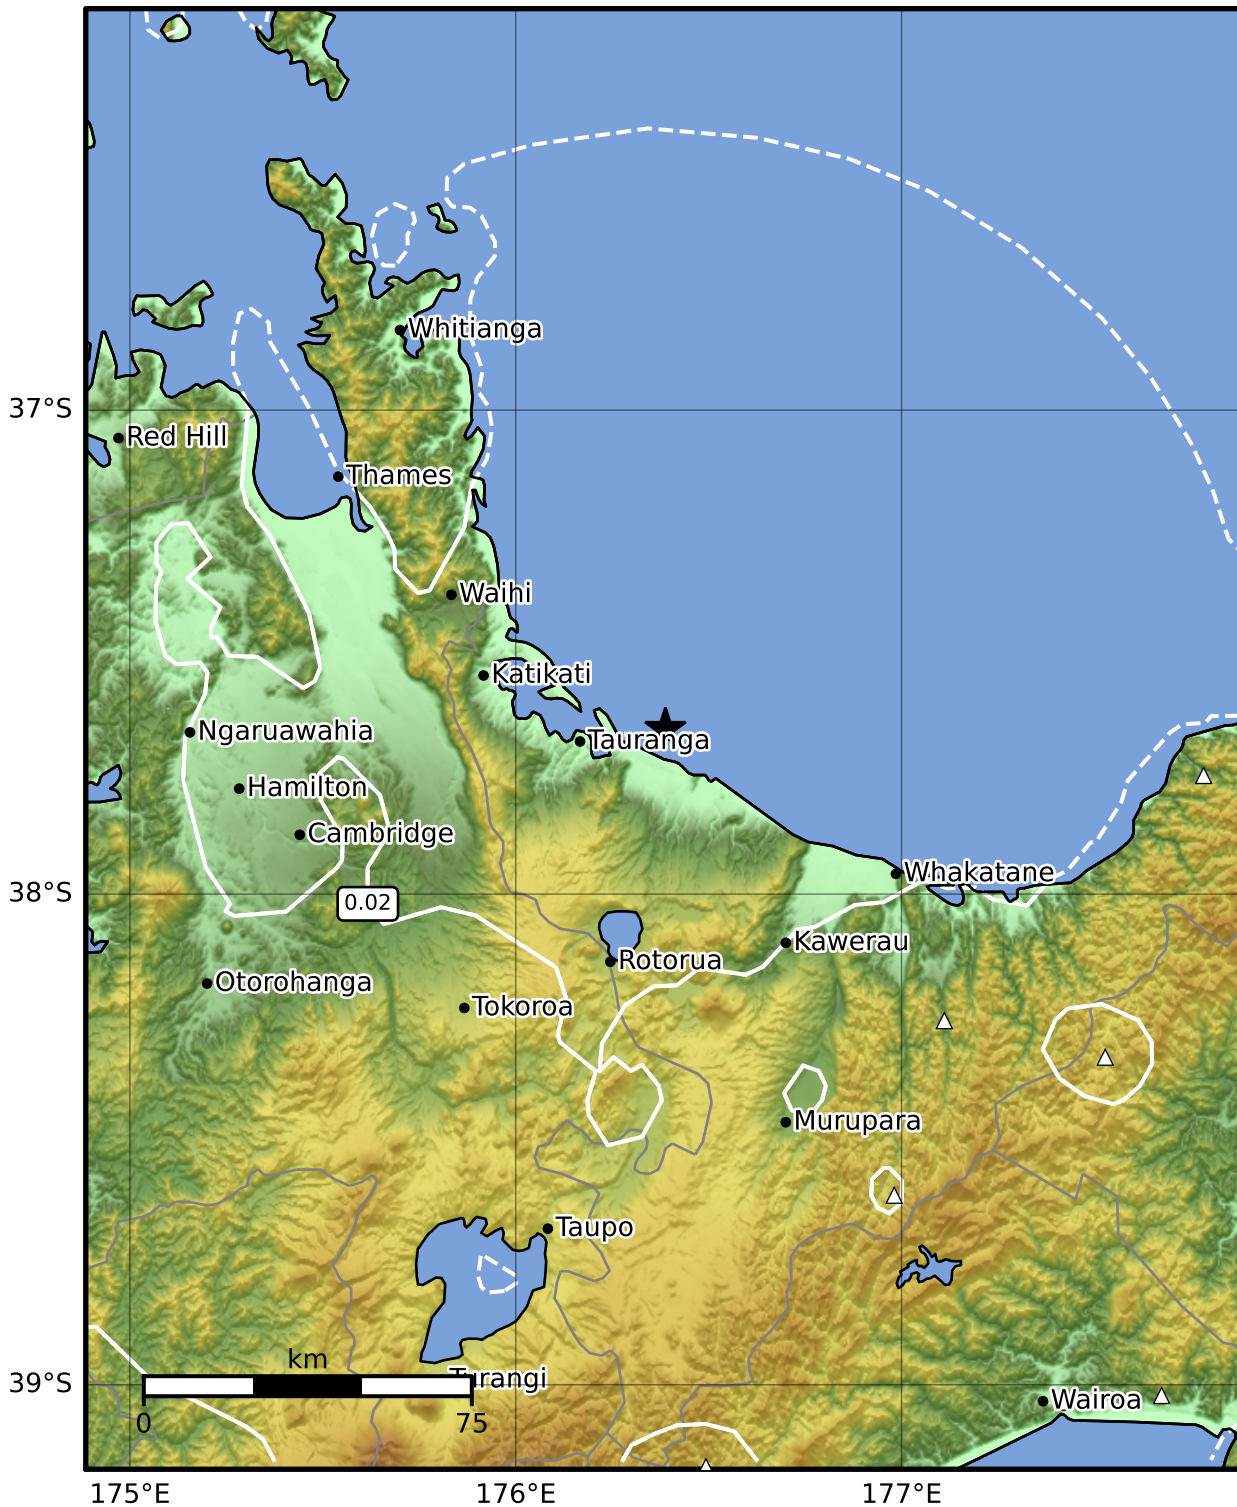 Whitianga
37°S
Red Hill
Thames
Waihi
Katikati
Ngaruawahia
Tauranga
Hamilton
Cambridge
Whakatane
38°S
0.02
Kawerau
Rotorua
Otorohanga
Tokoroa
Murupara
Taupo
km
Turangi
39°S
Wairoa
0
75
175°E
176°E
177°E